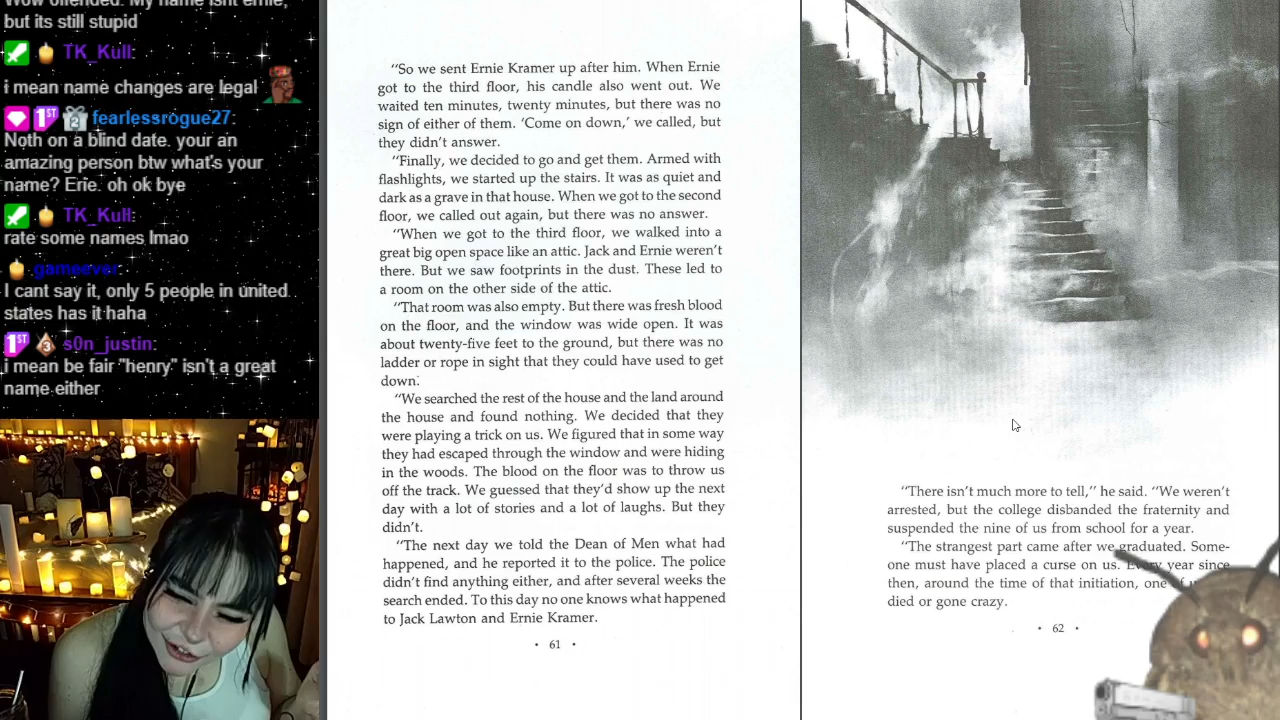 Wow offended. My name isnt ernie,
but its still stupid
TK_Kull:
i mean name changes are legal
fearlessrogue27:
Noth on a blind date. your an
amazing person btw what's your
name? Erie. oh ok bye
TK_Kull:
rate some names lmao
gameever:
I cant say it, only 5 people in united
states has it haha
s0n_justin:
i mean be fair "henry" isn't a great
name either
"So we sent Ernie Kramer up after him. When Ernie
got to the third floor, his candle also went out. We
waited ten minutes, twenty minutes, but there was no
sign of either of them. 'Come on down,' we called, but
they didn't answer.
"Finally, we decided to go and get them. Armed with
flashlights, we started up the stairs. It was as quiet and
dark as a grave in that house. When we got to the second
floor, we called out again, but there was no answer.
"When we got to the third floor, we walked into a
great big open space like an attic. Jack and Ernie weren't
there. But we saw footprints in the dust. These led to
a room on the other side of the attic.
"That room was also empty. But there was fresh blood
on the floor, and the window was wide open. It was
about twenty-five feet to the ground, but there was no
ladder or rope in sight that they could have used to get
down.
"We searched the rest of the house and the land around
the house and found nothing. We decided that they
were playing a trick on us. We figured that in some way
they had escaped through the window and were hiding
in the woods. The blood on the floor was to throw us
off the track. We guessed that they'd show up the next
day with a lot of stories and a lot of laughs. But they
didn't.
"The next day we told the Dean of Men what had
happened, and he reported it to the police. The police
didn't find anything either, and after several weeks the
search ended. To this day no one knows what happened
to Jack Lawton and Ernie Kramer.
• 61 •
"There isn't much more to tell," he said. "We weren't
arrested, but the college disbanded the fraternity and
suspended the nine of us from school for a year.
"The strangest part came after we graduated. Some-
one must have placed a curse on us. Every year since
then, around the time of that initiation, one
died or gone crazy.
• 62 •